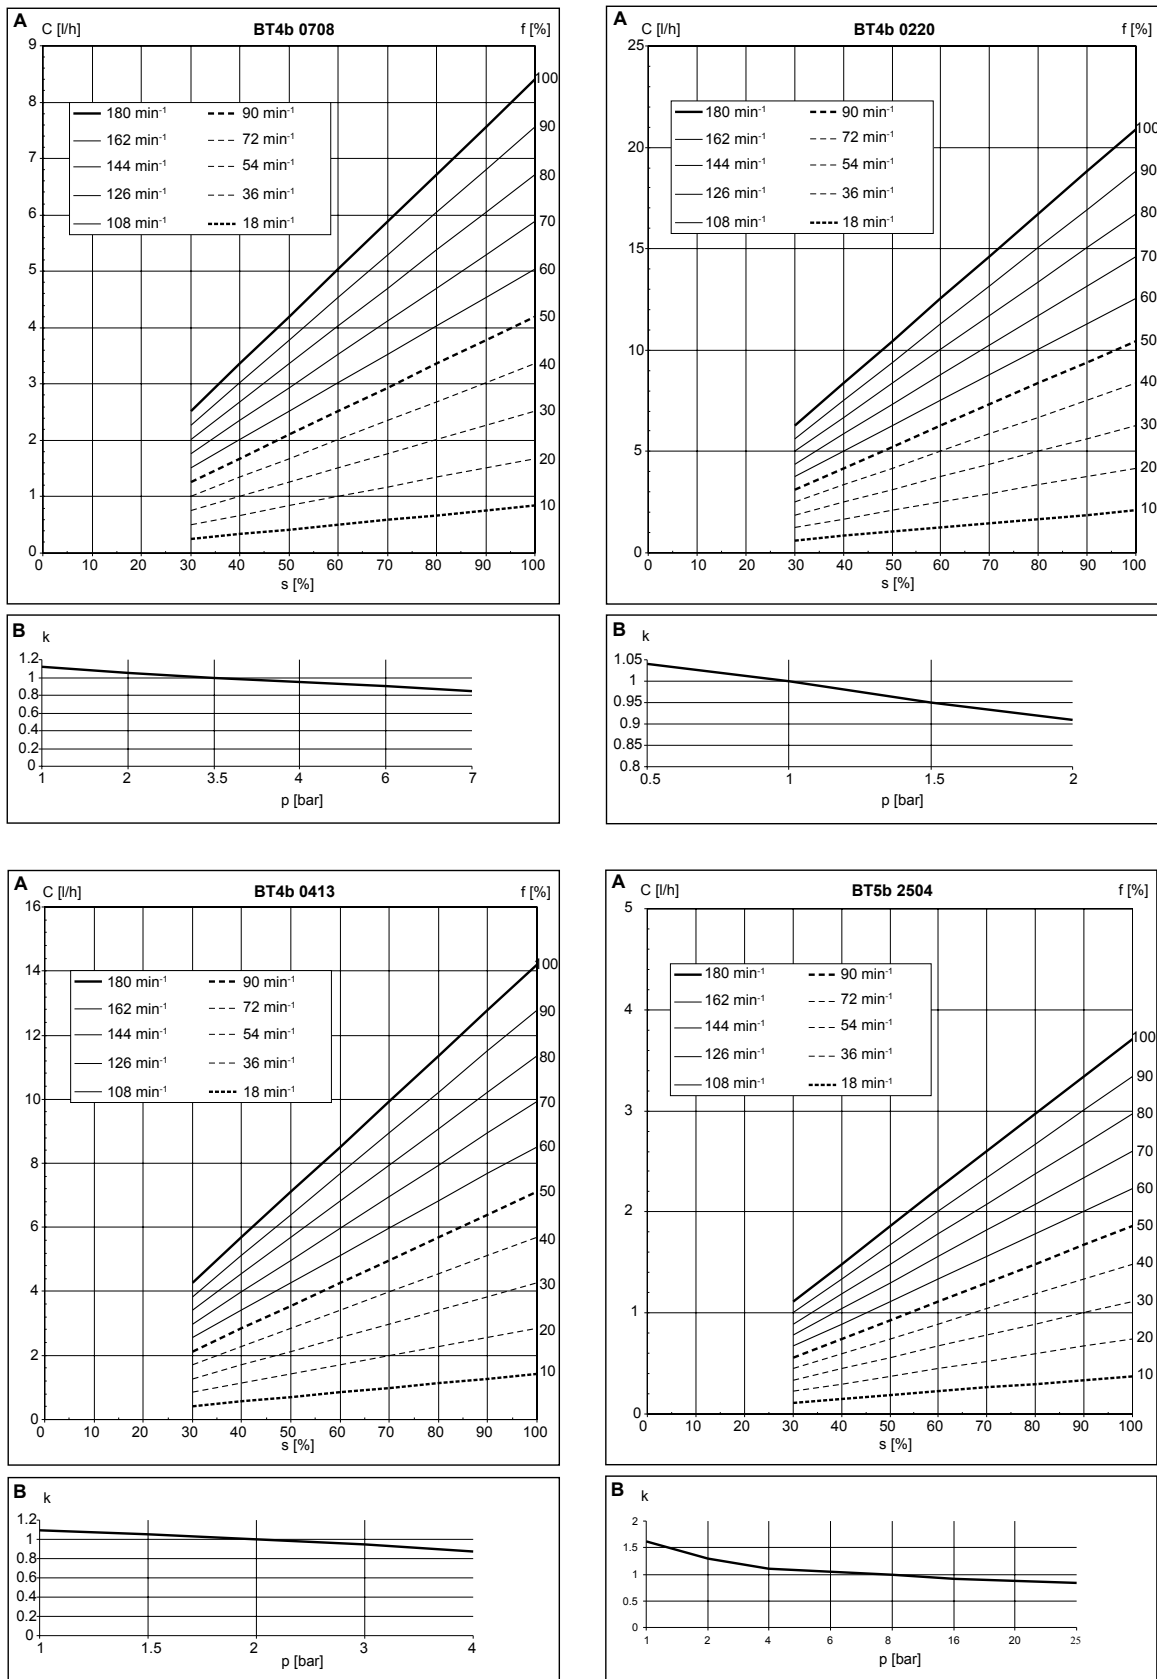 A
C [l/h] BT4b 0708 f [%]
9
8
7
6
5
4
3
2
1
0
180 min⁻¹ 90 min⁻¹
162 min⁻¹ 72 min⁻¹
144 min⁻¹ 54 min⁻¹
126 min⁻¹ 36 min⁻¹
108 min⁻¹ 18 min⁻¹
100
90
80
70
60
50
40
30
20
10
0 10 20 30 40 50 60 70 80 90 100
s [%]
B k
1.2
1
0.8
0.6
0.4
0.2
0
1 2 3.5 4 6 7
p [bar]
A
C [l/h] BT4b 0220 f [%]
25
20
15
10
5
0
180 min⁻¹ 90 min⁻¹
162 min⁻¹ 72 min⁻¹
144 min⁻¹ 54 min⁻¹
126 min⁻¹ 36 min⁻¹
108 min⁻¹ 18 min⁻¹
100
90
80
70
60
50
40
30
20
10
0 10 20 30 40 50 60 70 80 90 100
s [%]
B k
1.05
1
0.95
0.9
0.85
0.8
0.5 1 1.5 2
p [bar]
A
C [l/h] BT4b 0413 f [%]
16
14
12
10
8
6
4
2
0
180 min⁻¹ 90 min⁻¹
162 min⁻¹ 72 min⁻¹
144 min⁻¹ 54 min⁻¹
126 min⁻¹ 36 min⁻¹
108 min⁻¹ 18 min⁻¹
100
90
80
70
60
50
40
30
20
10
0 10 20 30 40 50 60 70 80 90 100
s [%]
B k
1.2
1
0.8
0.6
0.4
0.2
0
1 1.5 2 3 4
p [bar]
A
C [l/h] BT5b 2504 f [%]
5
4
3
2
1
0
180 min⁻¹ 90 min⁻¹
162 min⁻¹ 72 min⁻¹
144 min⁻¹ 54 min⁻¹
126 min⁻¹ 36 min⁻¹
108 min⁻¹ 18 min⁻¹
100
90
80
70
60
50
40
30
20
10
0 10 20 30 40 50 60 70 80 90 100
s [%]
B k
2
1.5
1
0.5
0
1 2 4 6 8 16 20 25
p [bar]